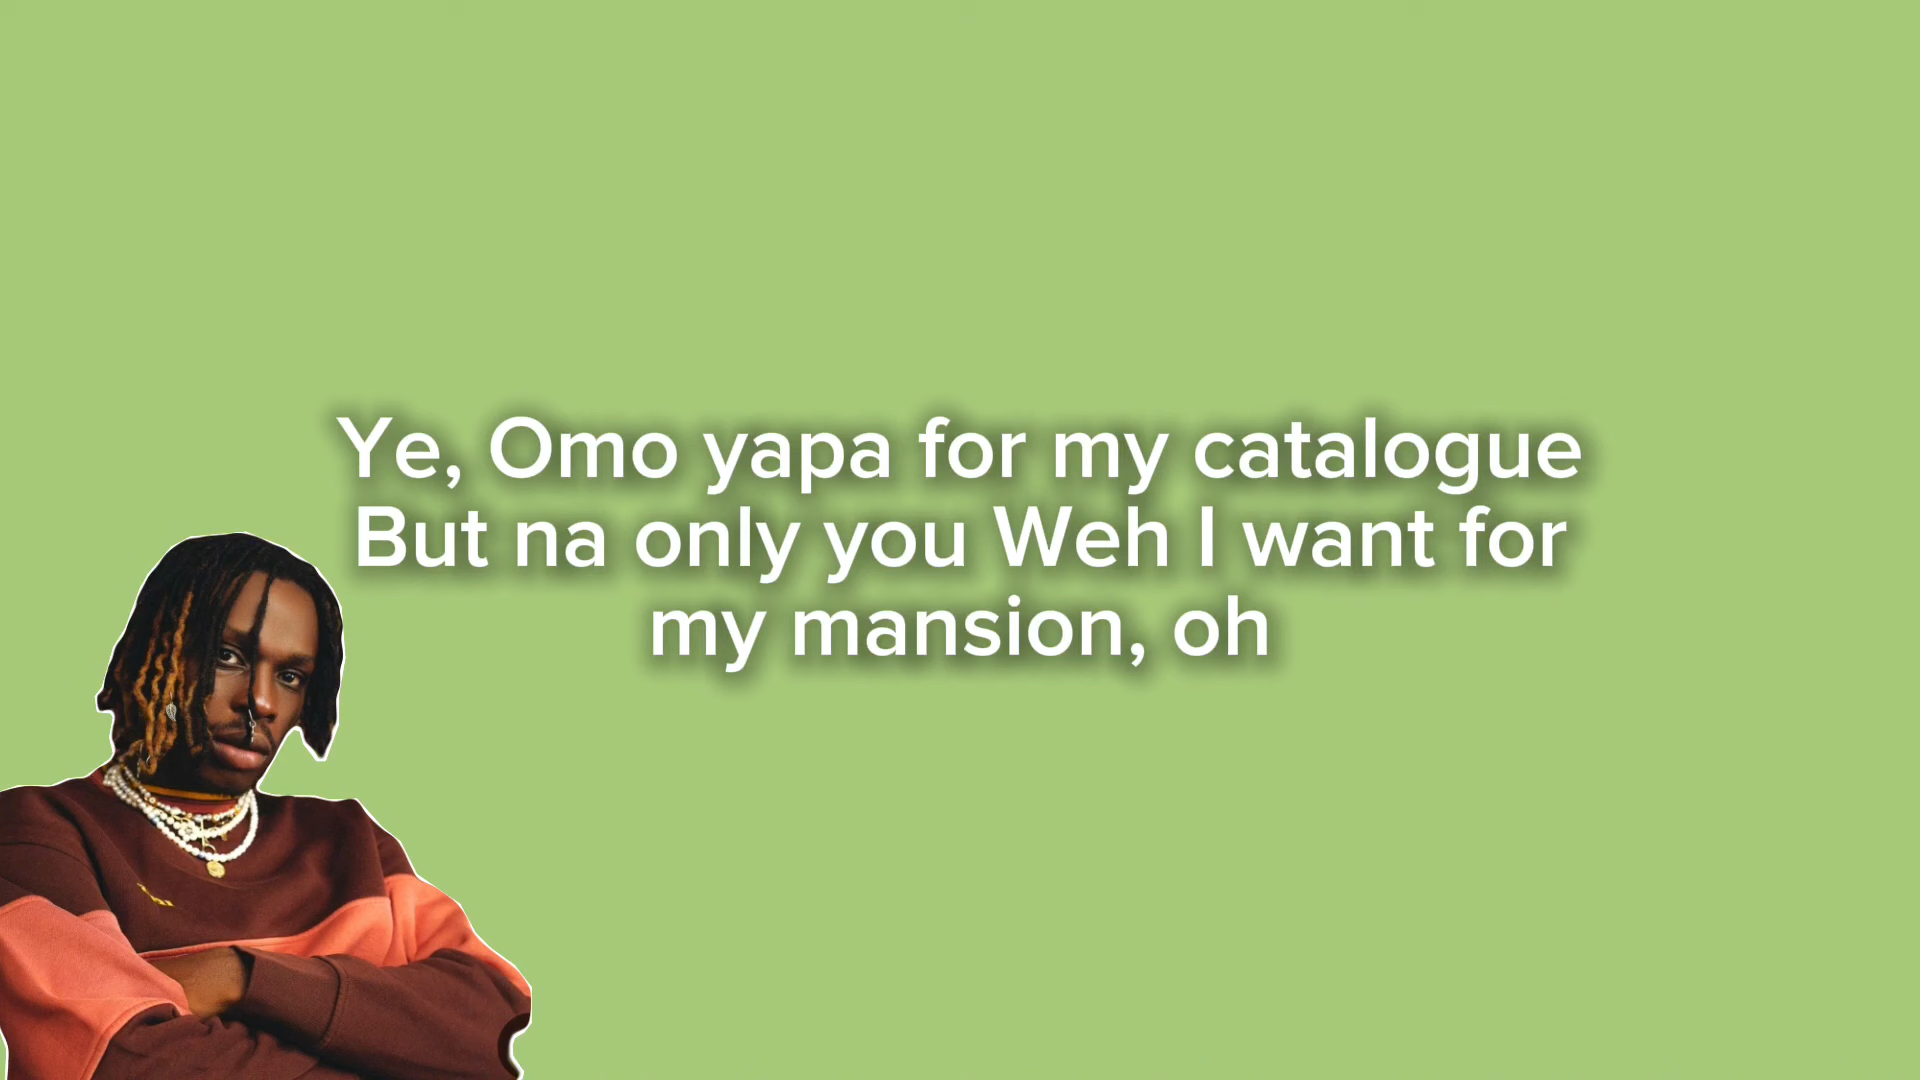 Ye, Omo yapa for my catalogue
But na only you Weh I want for
my mansion, oh